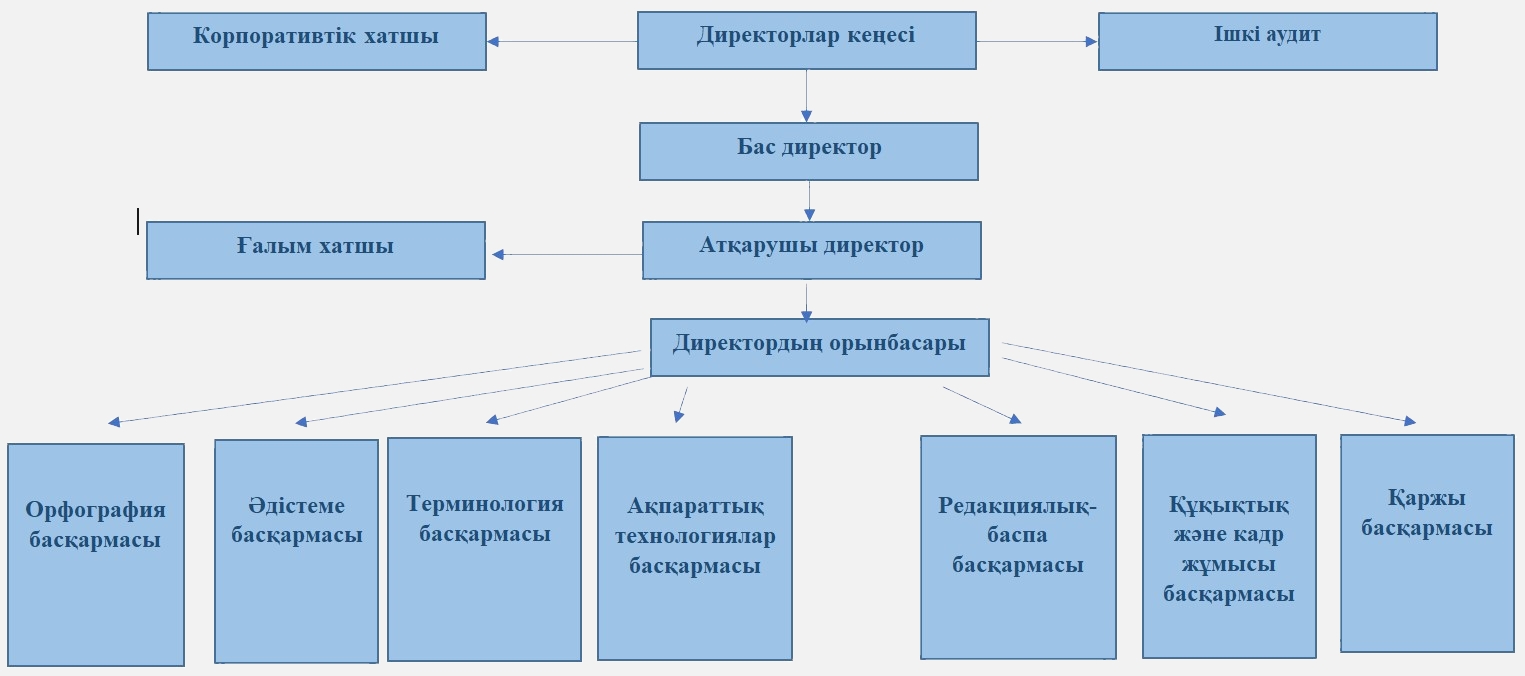 Корпоративтік хатшы
Директорлар кеңесі
Ішкі аудит
Бас директор
Ғалым хатшы
Атқарушы директор
Директордың орынбасары
Орфография
басқармасы
Әдістеме
басқармасы
Терминология
басқармасы
Ақпараттық
технологиялар
басқармасы
Редакциялық-
баспа
басқармасы
Құқықтық
және кадр
жұмысы
басқармасы
Қаржы
басқармасы